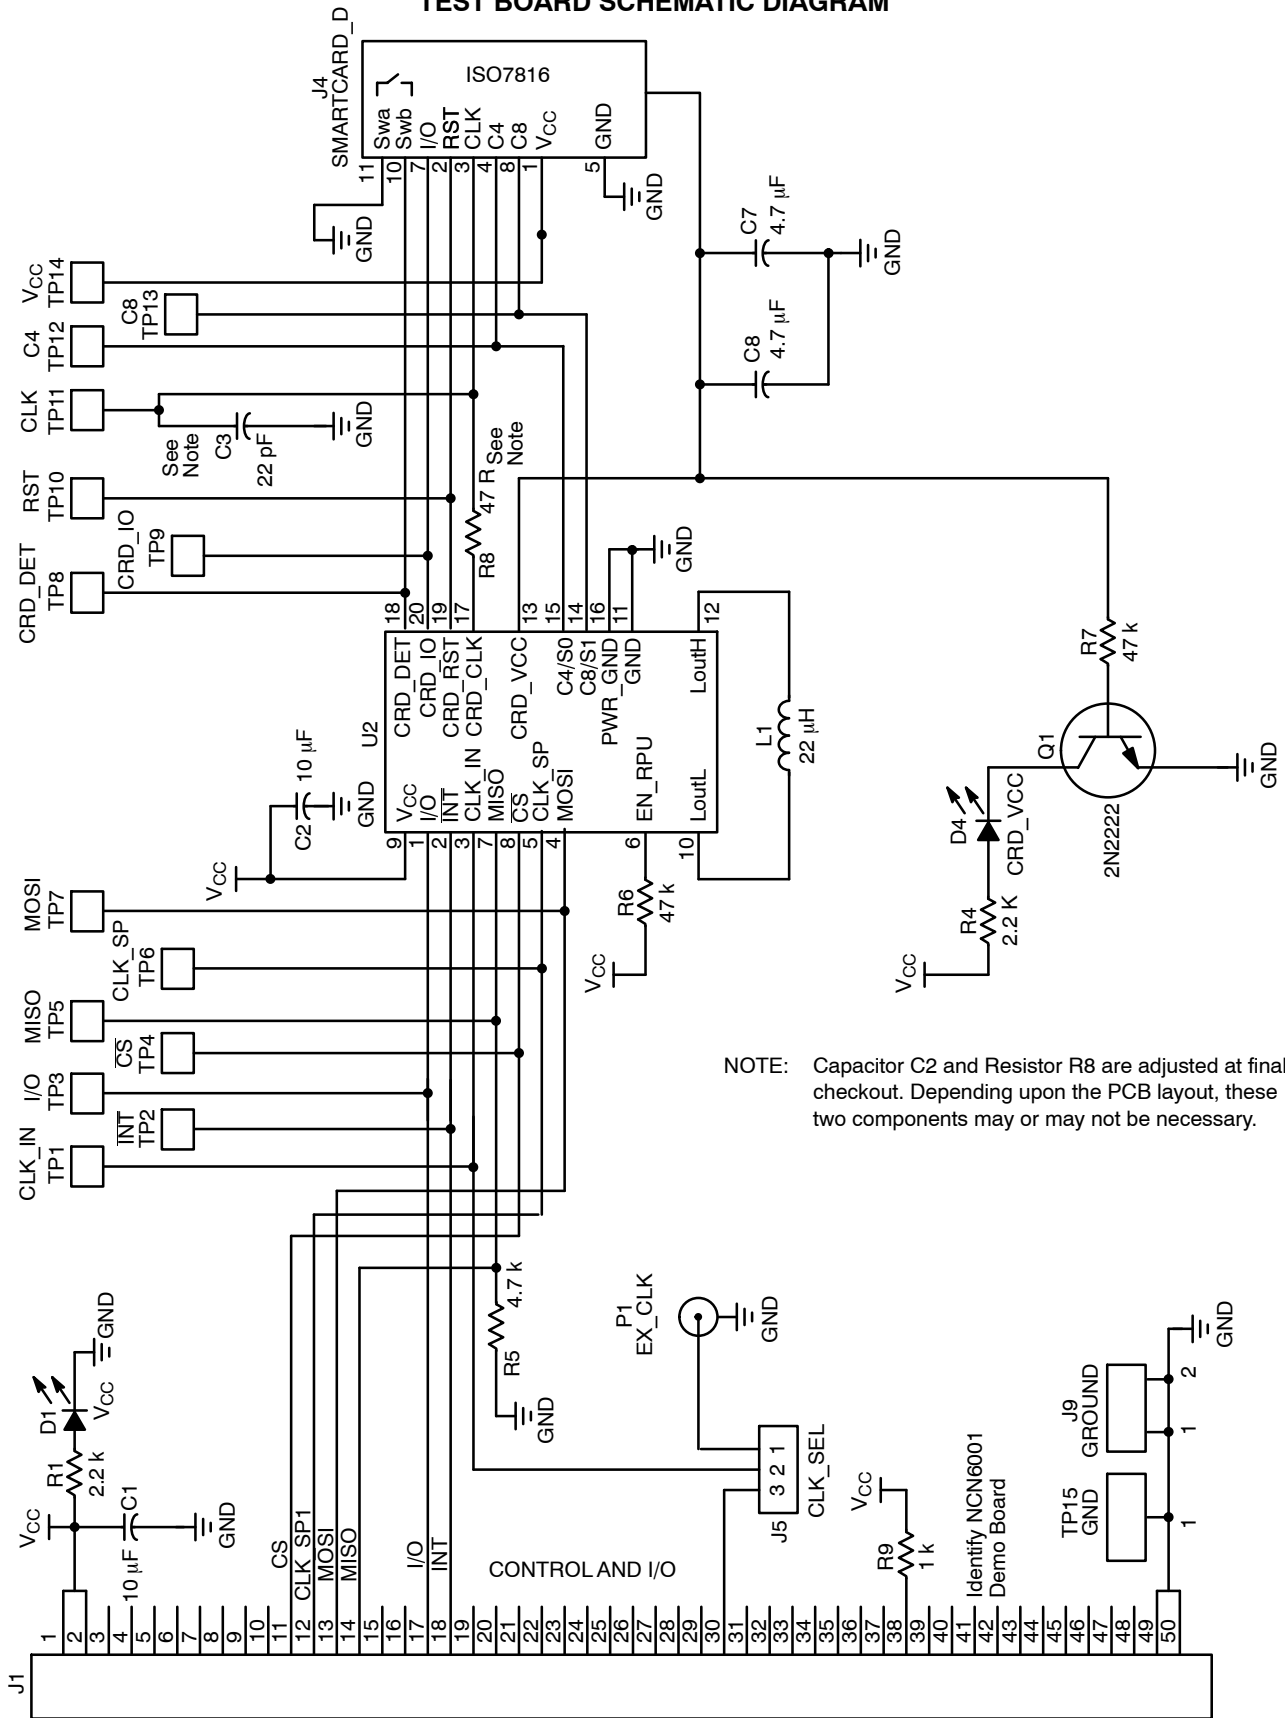 TEST BOARD SCHEMATIC DIAGRAM
J4
SMARTCARD_D
ISO7816
Swa
Swb
I/O
RST
CLK
C4
C8
VCC
GND
11
10
7
2
3
4
8
1
5
GND
GND
VCC
TP14
C8
TP13
C4
TP12
CLK
TP11
RST
TP10
CRD_IO
TP9
CRD_DET
TP8
See
Note
C3
22 pF
GND
C7
4.7 µF
C8
4.7 µF
GND
R8
47 R
See
Note
18
20
19
17
13
15
14
16
11
12
GND
U2
CRD_DET
CRD_IO
CRD_RST
CRD_CLK
CRD_VCC
C4/S0
C8/S1
PWR_GND
GND
LoutH
VCC
I/O
INT
CLK_IN
MISO
CS
CLK_SP
MOSI
EN_RPU
LoutL
9
1
2
3
7
8
5
4
6
10
L1
22 µH
C2
10 µF
GND
VCC
R6
47 k
VCC
R7
47 k
Q1
2N2222
GND
D4
CRD_VCC
R4
2.2 K
VCC
MOSI
TP7
CLK_SP
TP6
MISO
TP5
CS
TP4
I/O
TP3
INT
TP2
CLK_IN
TP1
NOTE: Capacitor C2 and Resistor R8 are adjusted at final
checkout. Depending upon the PCB layout, these
two components may or may not be necessary.
R5
4.7 k
GND
P1
EX_CLK
GND
3 2 1
J5
CLK_SEL
D1
VCC
GND
R1
2.2 k
VCC
C1
10 µF
GND
CS
CLK_SP1
MOSI
MISO
I/O
INT
CONTROL AND I/O
VCC
R9
1 k
Identify NCN6001
Demo Board
TP15
GND
1
J9
GROUND
1
2
GND
J1
1
2
3
4
5
6
7
8
9
10
11
12
13
14
15
16
17
18
19
20
21
22
23
24
25
26
27
28
29
30
31
32
33
34
35
36
37
38
39
40
41
42
43
44
45
46
47
48
49
50